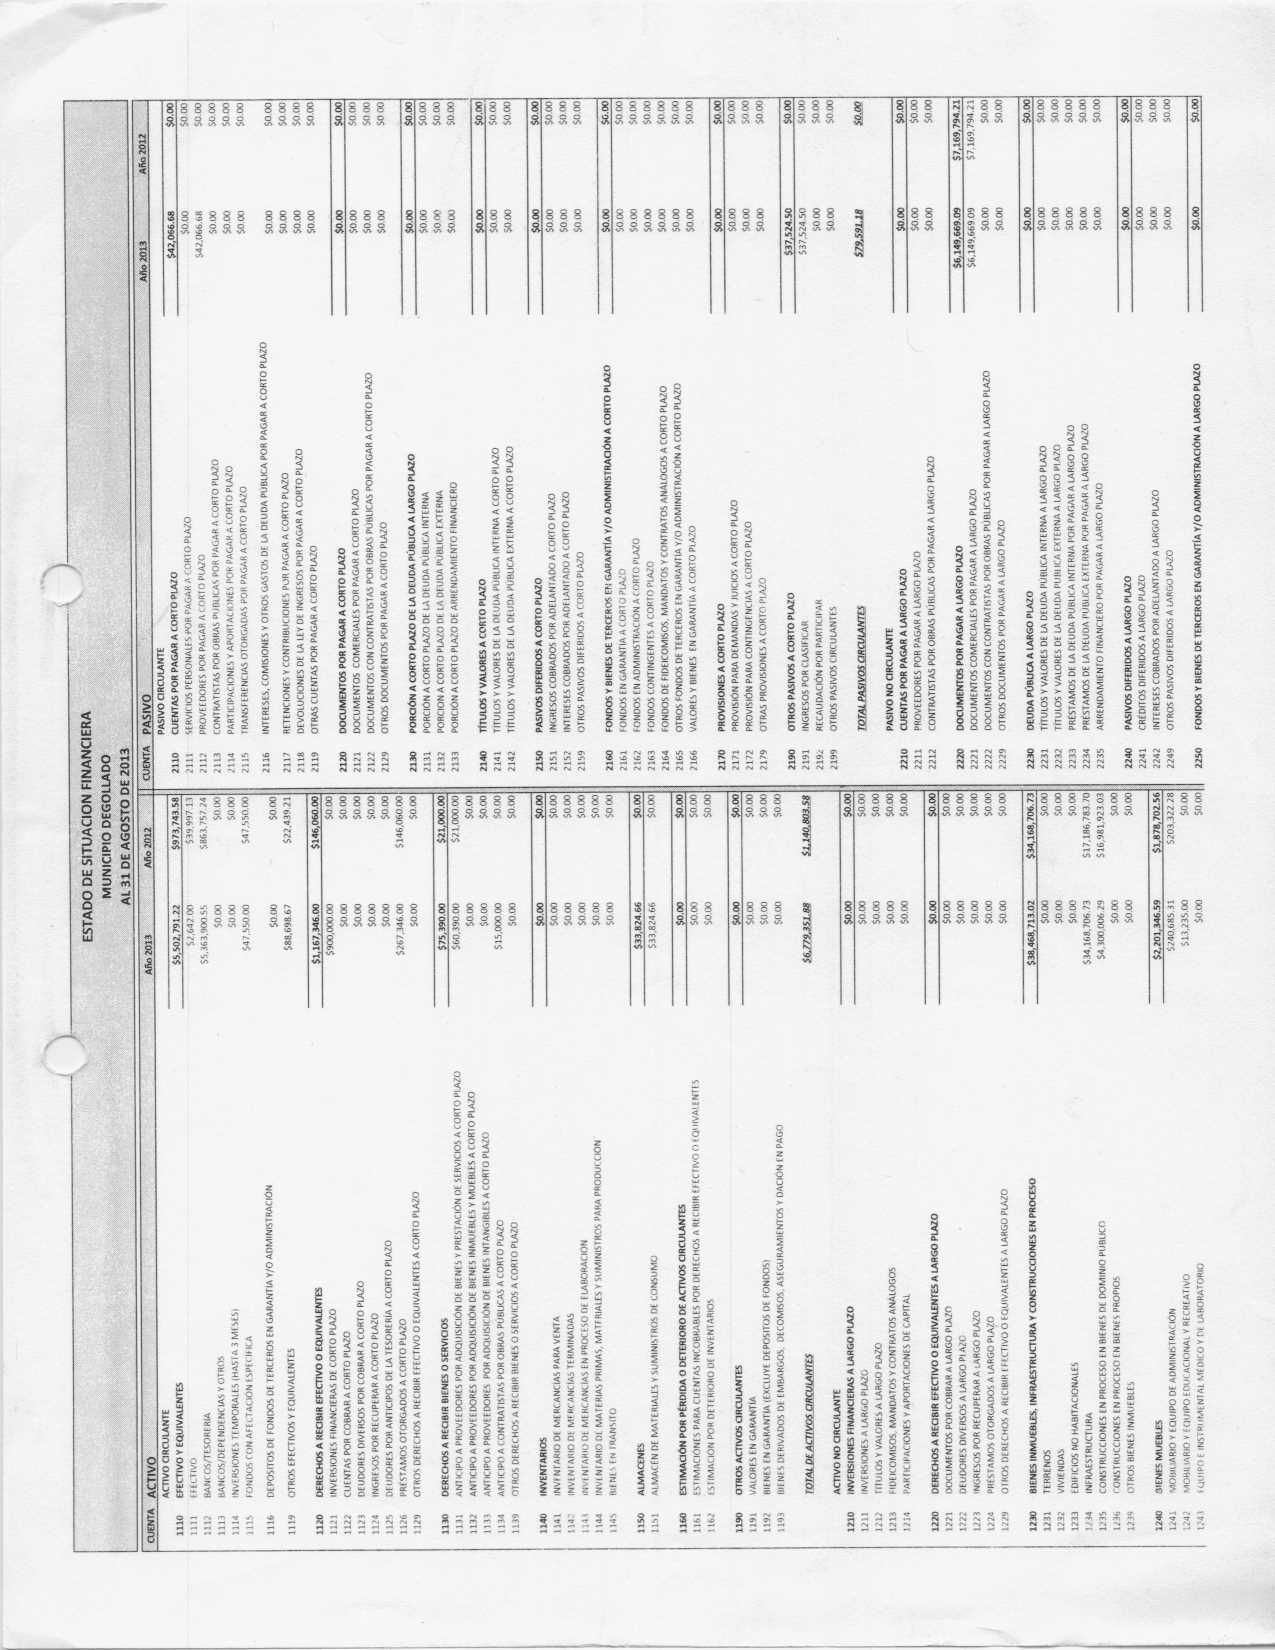 ESTADO DE SITUACION FINANCIERA
MUNICIPIO DEGOLLADO
AL 31 DE AGOSTO DE 2013
CUENTA ACTIVO Año 2013 Año 2012
ACTIVO CIRCULANTE
1110 EFECTIVO Y EQUIVALENTES $5,502,791.22 $973,743.58
1111 EFECTIVO $2,642.00 $39,997.13
1112 BANCOS/TESORERIA $5,363,900.55 $863,757.24
1113 BANCOS/DEPENDENCIAS Y OTROS $0.00 $0.00
1114 INVERSIONES TEMPORALES (HASTA 3 MESES) $0.00 $0.00
1115 FONDOS CON AFECTACION ESPECIFICA $47,550.00 $47,550.00
1116 DEPOSITOS DE FONDOS DE TERCEROS EN GARANTÍA Y/O ADMINISTRACIÓN $0.00 $0.00
1119 OTROS EFECTIVOS Y EQUIVALENTES $88,698.67 $22,439.21
1120 DERECHOS A RECIBIR EFECTIVO O EQUIVALENTES $1,167,346.00 $146,060.00
1121 INVERSIONES FINANCIERAS DE CORTO PLAZO $900,000.00 $0.00
1122 CUENTAS POR COBRAR A CORTO PLAZO $0.00 $0.00
1123 DEUDORES DIVERSOS POR COBRAR A CORTO PLAZO $0.00 $0.00
1124 INGRESOS POR RECUPERAR A CORTO PLAZO $0.00 $0.00
1125 DEUDORES POR ANTICIPOS DE LA TESORERIA A CORTO PLAZO $0.00 $0.00
1126 PRESTAMOS OTORGADOS A CORTO PLAZO $267,346.00 $146,060.00
1129 OTROS DERECHOS A RECIBIR EFECTIVO O EQUIVALENTES A CORTO PLAZO $0.00 $0.00
1130 DERECHOS A RECIBIR BIENES O SERVICIOS $75,390.00 $21,000.00
1131 ANTICIPO A PROVEEDORES POR ADQUISICIÓN DE BIENES Y PRESTACIÓN DE SERVICIOS A CORTO PLAZO $60,390.00 $21,000.00
1132 ANTICIPO A PROVEEDORES POR ADQUISICIÓN DE BIENES INMUEBLES Y MUEBLES A CORTO PLAZO $0.00 $0.00
1133 ANTICIPO A PROVEEDORES POR ADQUISICIÓN DE BIENES INTANGIBLES A CORTO PLAZO $0.00 $0.00
1134 ANTICIPO A CONTRATISTAS POR OBRAS PUBLICAS A CORTO PLAZO $15,000.00 $0.00
1139 OTROS DERECHOS A RECIBIR BIENES O SERVICIOS A CORTO PLAZO $0.00 $0.00
1140 INVENTARIOS $0.00 $0.00
1141 INVENTARIO DE MERCANCÍAS PARA VENTA $0.00 $0.00
1142 INVENTARIO DE MERCANCÍAS TERMINADAS $0.00 $0.00
1143 INVENTARIO DE MERCANCÍAS EN PROCESO DE ELABORACIÓN $0.00 $0.00
1144 INVENTARIO DE MATERIAS PRIMAS, MATERIALES Y SUMINISTROS PARA PRODUCCIÓN $0.00 $0.00
1145 BIENES EN TRÁNSITO $0.00 $0.00
1150 ALMACENES $33,824.66 $0.00
1151 ALMACÉN DE MATERIALES Y SUMINISTROS DE CONSUMO $33,824.66 $0.00
1160 ESTIMACIÓN POR PÉRDIDA O DETERIORO DE ACTIVOS CIRCULANTES $0.00 $0.00
1161 ESTIMACIONES PARA CUENTAS INCOBRABLES POR DERECHOS A RECIBIR EFECTIVO O EQUIVALENTES $0.00 $0.00
1162 ESTIMACION POR DETERIORO DE INVENTARIOS $0.00 $0.00
1190 OTROS ACTIVOS CIRCULANTES $0.00 $0.00
1191 VALORES EN GARANTÍA $0.00 $0.00
1192 BIENES EN GARANTÍA (EXCLUYE DEPOSITOS DE FONDOS) $0.00 $0.00
1193 BIENES DERIVADOS DE EMBARGOS, DECOMISOS, ASEGURAMIENTOS Y DACIÓN EN PAGO $0.00 $0.00
TOTAL DE ACTIVOS CIRCULANTES $6,779,351.88 $1,140,803.58
ACTIVO NO CIRCULANTE
1210 INVERSIONES FINANCIERAS A LARGO PLAZO $0.00 $0.00
1211 INVERSIONES A LARGO PLAZO $0.00 $0.00
1212 TITULOS Y VALORES A LARGO PLAZO $0.00 $0.00
1213 FIDEICOMISOS, MANDATOS Y CONTRATOS ANÁLOGOS $0.00 $0.00
1214 PARTICIPACIONES Y APORTACIONES DE CAPITAL $0.00 $0.00
1220 DERECHOS A RECIBIR EFECTIVO O EQUIVALENTES A LARGO PLAZO $0.00 $0.00
1221 DOCUMENTOS POR COBRAR A LARGO PLAZO $0.00 $0.00
1222 DEUDORES DIVERSOS A LARGO PLAZO $0.00 $0.00
1223 INGRESOS POR RECUPERAR A LARGO PLAZO $0.00 $0.00
1224 PRESTAMOS OTORGADOS A LARGO PLAZO $0.00 $0.00
1229 OTROS DERECHOS A RECIBIR EFECTIVO O EQUIVALENTES A LARGO PLAZO $0.00 $0.00
1230 BIENES INMUEBLES, INFRAESTRUCTURA Y CONSTRUCCIONES EN PROCESO $38,468,713.02 $34,168,706.73
1231 TERRENOS $0.00 $0.00
1232 VIVIENDAS $0.00 $0.00
1233 EDIFICIOS NO HABITACIONALES $0.00 $0.00
1234 INFRAESTRUCTURA $34,168,706.73 $17,186,783.70
1235 CONSTRUCCIONES EN PROCESO EN BIENES DE DOMINIO PUBLICO $4,300,006.29 $16,981,923.03
1236 CONSTRUCCIONES EN PROCESO EN BIENES PROPIOS $0.00 $0.00
1239 OTROS BIENES INMUEBLES $0.00 $0.00
1240 BIENES MUEBLES $2,201,346.59 $1,878,702.56
1241 MOBILIARIO Y EQUIPO DE ADMINISTRACIÓN $240,685.31 $203,322.28
1242 MOBILIARIO Y EQUIPO EDUCACIONAL Y RECREATIVO $13,235.00 $0.00
1243 EQUIPO E INSTRUMENTAL MEDICO Y DE LABORATORIO $0.00 $0.00
CUENTA PASIVO Año 2013 Año 2012
PASIVO CIRCULANTE
2110 CUENTAS POR PAGAR A CORTO PLAZO $42,066.68 $0.00
2111 SERVICIOS PERSONALES POR PAGAR A CORTO PLAZO $0.00 $0.00
2112 PROVEEDORES POR PAGAR A CORTO PLAZO $42,066.68 $0.00
2113 CONTRATISTAS POR OBRAS PUBLICAS POR PAGAR A CORTO PLAZO $0.00 $0.00
2114 PARTICIPACIONES Y APORTACIONES POR PAGAR A CORTO PLAZO $0.00 $0.00
2115 TRANSFERENCIAS OTORGADAS POR PAGAR A CORTO PLAZO $0.00 $0.00
2116 INTERESES, COMISIONES Y OTROS GASTOS DE LA DEUDA PÚBLICA POR PAGAR A CORTO PLAZO $0.00 $0.00
2117 RETENCIONES Y CONTRIBUCIONES POR PAGAR A CORTO PLAZO $0.00 $0.00
2118 DEVOLUCIONES DE LA LEY DE INGRESOS POR PAGAR A CORTO PLAZO $0.00 $0.00
2119 OTRAS CUENTAS POR PAGAR A CORTO PLAZO $0.00 $0.00
2120 DOCUMENTOS POR PAGAR A CORTO PLAZO $0.00 $0.00
2121 DOCUMENTOS COMERCIALES POR PAGAR A CORTO PLAZO $0.00 $0.00
2122 DOCUMENTOS CON CONTRATISTAS POR OBRAS PÚBLICAS POR PAGAR A CORTO PLAZO $0.00 $0.00
2129 OTROS DOCUMENTOS POR PAGAR A CORTO PLAZO $0.00 $0.00
2130 PORCÓN A CORTO PLAZO DE LA DEUDA PÚBLICA A LARGO PLAZO $0.00 $0.00
2131 PORCIÓN A CORTO PLAZO DE LA DEUDA PÚBLICA INTERNA $0.00 $0.00
2132 PORCION A CORTO PLAZO DE LA DEUDA PÚBLICA EXTERNA $0.00 $0.00
2133 PORCIÓN A CORTO PLAZO DE ARRENDAMIENTO FINANCIERO $0.00 $0.00
2140 TÍTULOS Y VALORES A CORTO PLAZO $0.00 $0.00
2141 TÍTULOS Y VALORES DE LA DEUDA PÚBLICA INTERNA A CORTO PLAZO $0.00 $0.00
2142 TÍTULOS Y VALORES DE LA DEUDA PÚBLICA EXTERNA A CORTO PLAZO $0.00 $0.00
2150 PASIVOS DIFERIDOS A CORTO PLAZO $0.00 $0.00
2151 INGRESOS COBRADOS POR ADELANTADO A CORTO PLAZO $0.00 $0.00
2152 INTERESES COBRADOS POR ADELANTADO A CORTO PLAZO $0.00 $0.00
2159 OTROS PASIVOS DIFERIDOS A CORTO PLAZO $0.00 $0.00
2160 FONDOS Y BIENES DE TERCEROS EN GARANTÍA Y/O ADMINISTRACIÓN A CORTO PLAZO $0.00 $0.00
2161 FONDOS EN GARANTÍA A CORTO PLAZO $0.00 $0.00
2162 FONDOS EN ADMINISTRACIÓN A CORTO PLAZO $0.00 $0.00
2163 FONDOS CONTINGENTES A CORTO PLAZO $0.00 $0.00
2164 FONDOS DE FIDEICOMISOS, MANDATOS Y CONTRATOS ANÁLOGOS A CORTO PLAZO $0.00 $0.00
2165 OTROS FONDOS DE TERCEROS EN GARANTÍA Y/O ADMINISTRACIÓN A CORTO PLAZO $0.00 $0.00
2166 VALORES Y BIENES EN GARANTÍA A CORTO PLAZO $0.00 $0.00
2170 PROVISIONES A CORTO PLAZO $0.00 $0.00
2171 PROVISIÓN PARA DEMANDAS Y JUICIOS A CORTO PLAZO $0.00 $0.00
2172 PROVISIÓN PARA CONTINGENCIAS A CORTO PLAZO $0.00 $0.00
2179 OTRAS PROVISIONES A CORTO PLAZO $0.00 $0.00
2190 OTROS PASIVOS A CORTO PLAZO $37,524.50 $0.00
2191 INGRESOS POR CLASIFICAR $37,524.50 $0.00
2192 RECAUDACIÓN POR PARTICIPAR $0.00 $0.00
2199 OTROS PASIVOS CIRCULANTES $0.00 $0.00
TOTAL PASIVOS CIRCULANTES $79,591.18 $0.00
PASIVO NO CIRCULANTE
2210 CUENTAS POR PAGAR A LARGO PLAZO $0.00 $0.00
2211 PROVEEDORES POR PAGAR A LARGO PLAZO $0.00 $0.00
2212 CONTRATISTAS POR OBRAS PÚBLICAS POR PAGAR A LARGO PLAZO $0.00 $0.00
2220 DOCUMENTOS POR PAGAR A LARGO PLAZO $6,149,669.09 $7,169,794.21
2221 DOCUMENTOS COMERCIALES POR PAGAR A LARGO PLAZO $6,149,669.09 $7,169,794.21
2222 DOCUMENTOS CON CONTRATISTAS POR OBRAS PÚBLICAS POR PAGAR A LARGO PLAZO $0.00 $0.00
2229 OTROS DOCUMENTOS POR PAGAR A LARGO PLAZO $0.00 $0.00
2230 DEUDA PÚBLICA A LARGO PLAZO $0.00 $0.00
2231 TÍTULOS Y VALORES DE LA DEUDA PÚBLICA INTERNA A LARGO PLAZO $0.00 $0.00
2232 TÍTULOS Y VALORES DE LA DEUDA PUBLICA EXTERNA A LARGO PLAZO $0.00 $0.00
2233 PRESTAMOS DE LA DEUDA PUBLICA INTERNA POR PAGAR A LARGO PLAZO $0.00 $0.00
2234 PRESTAMOS DE LA DEUDA PUBLICA EXTERNA POR PAGAR A LARGO PLAZO $0.00 $0.00
2235 ARRENDAMIENTO FINANCIERO POR PAGAR A LARGO PLAZO $0.00 $0.00
2240 PASIVOS DIFERIDOS A LARGO PLAZO $0.00 $0.00
2241 CRÉDITOS DIFERIDOS A LARGO PLAZO $0.00 $0.00
2242 INTERESES COBRADOS POR ADELANTADO A LARGO PLAZO $0.00 $0.00
2249 OTROS PASIVOS DIFERIDOS A LARGO PLAZO $0.00 $0.00
2250 FONDOS Y BIENES DE TERCEROS EN GARANTÍA Y/O ADMINISTRACIÓN A LARGO PLAZO $0.00 $0.00